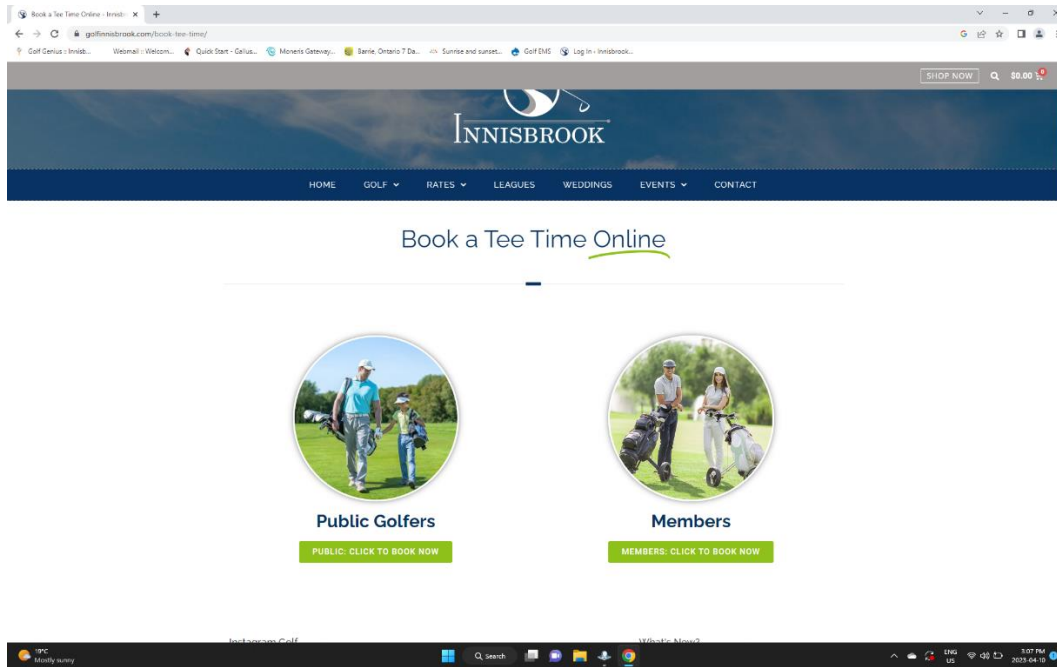 Book a Tee Time Online - Innisb
golfinnisbrook.com/book-tee-time/
Golf Genius :: Innisb... Webmail :: Welcom... Quick Start - Gallus... Moneris Gateway... Barrie, Ontario 7 Da... Sunrise and sunset... Golf EMS Log In ‹ Innisbrook...
SHOP NOW $0.00 0
INNISBROOK
HOME GOLF RATES LEAGUES WEDDINGS EVENTS CONTACT
Book a Tee Time Online
Public Golfers Members
PUBLIC: CLICK TO BOOK NOW MEMBERS: CLICK TO BOOK NOW
Instagram Golf What's New?
19°C
Mostly sunny
Search
ENG
US
3:07 PM
2023-04-10